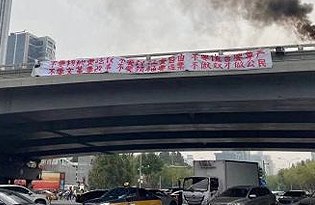 不要核酸要吃饭 不要封控要自由 不要谎言要尊严
不要文革要改革 不要领袖要选票 不做奴才做公民